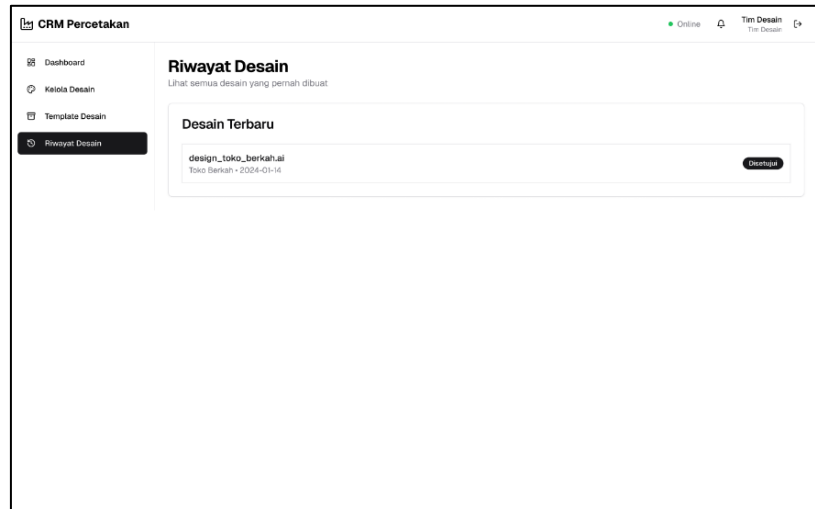 CRM Percetakan
Online
Tim Desain
Tim Desain
Dashboard
Kelola Desain
Template Desain
Riwayat Desain
Riwayat Desain
Lihat semua desain yang pernah dibuat
Desain Terbaru
design_toko_berkah.ai
Toko Berkah • 2024-01-14
Disetujui